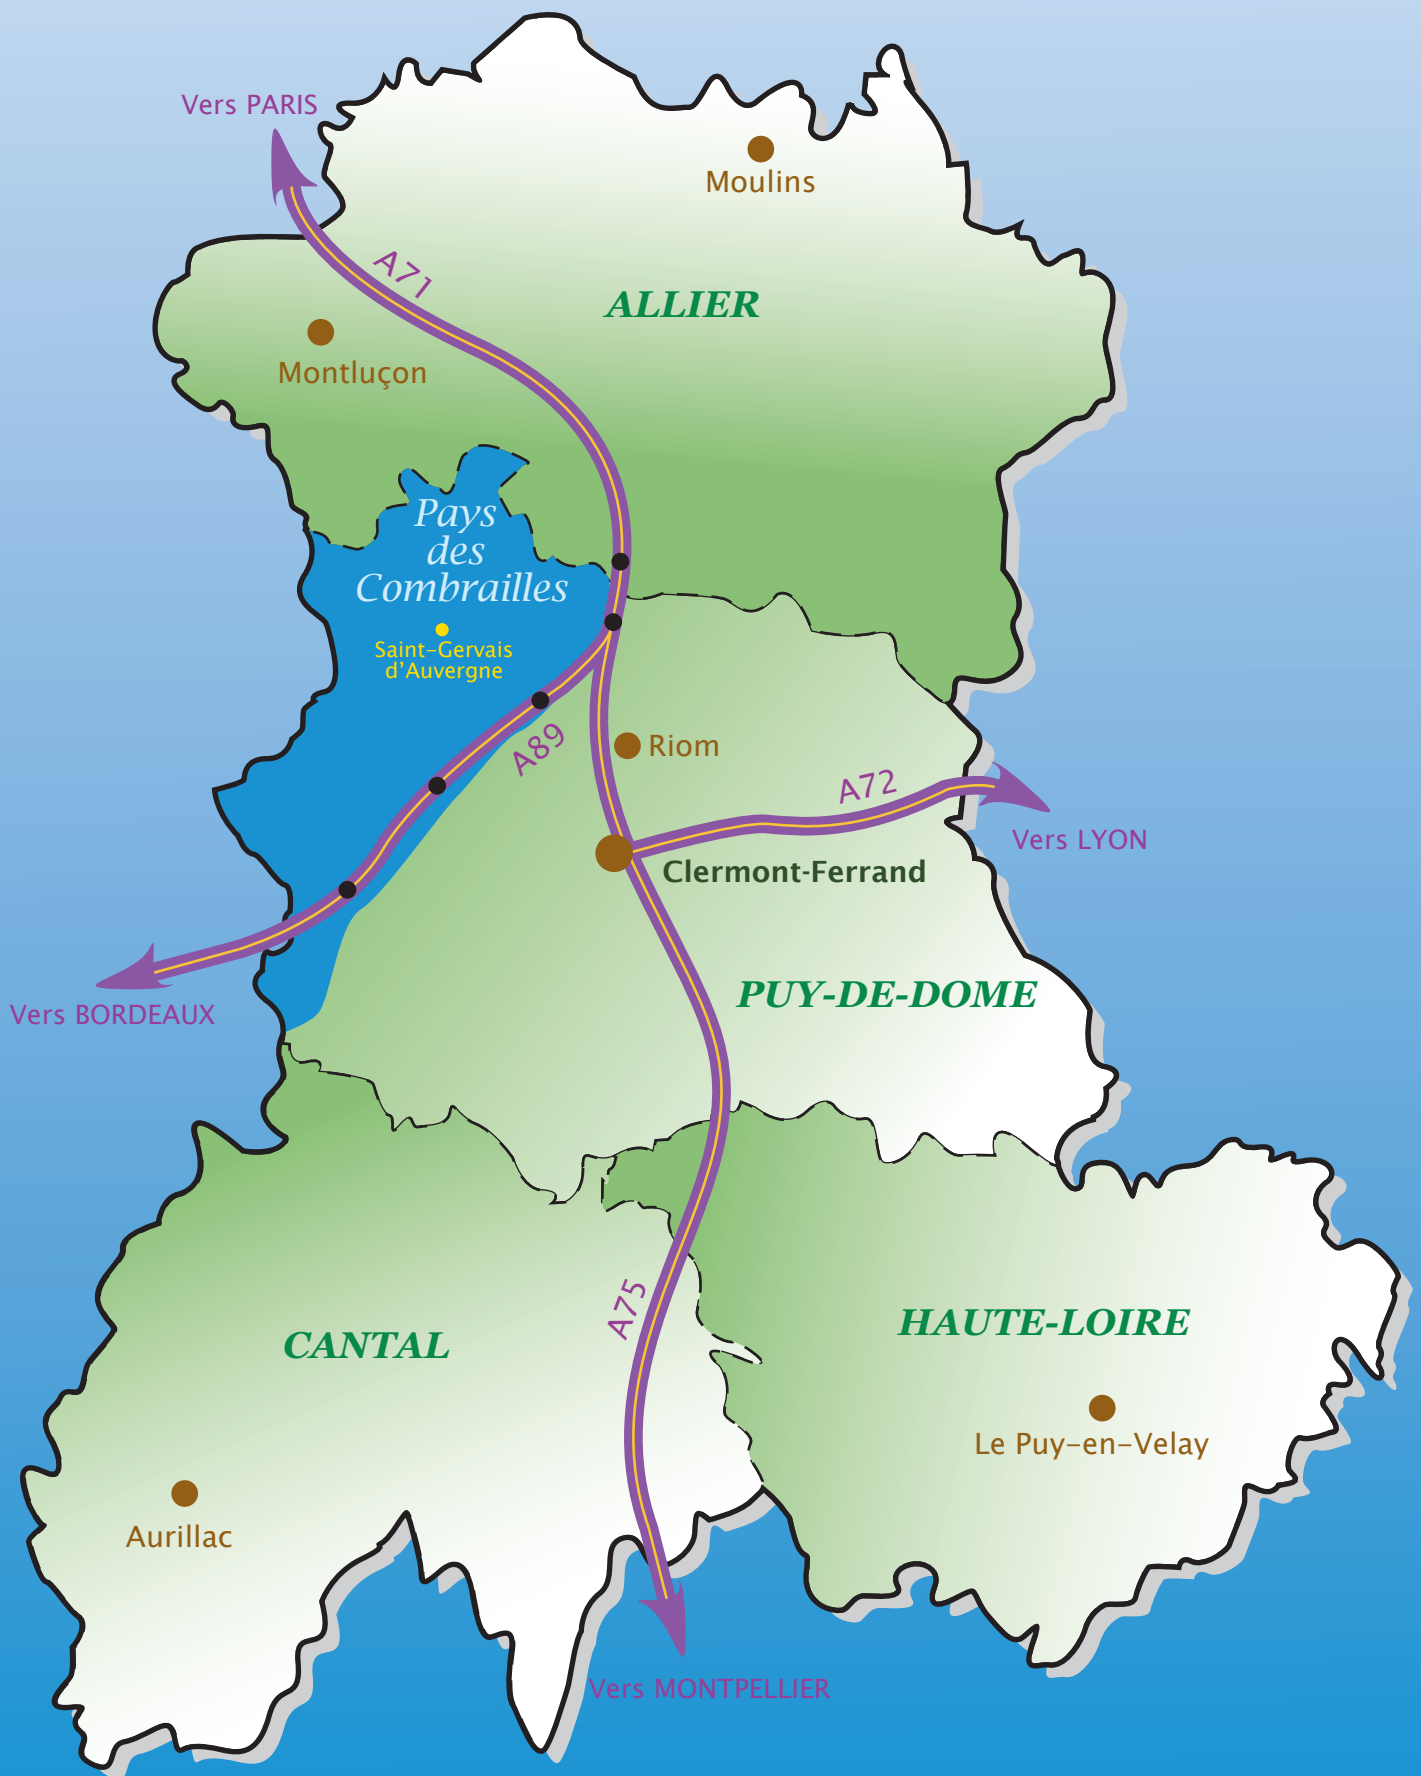 Vers PARIS
Moulins
A71
ALLIER
Montluçon
Pays
des
Combrailles
Saint-Gervais
d'Auvergne
A89
Riom
A72
Vers LYON
Clermont-Ferrand
PUY-DE-DOME
Vers BORDEAUX
A75
HAUTE-LOIRE
CANTAL
Le Puy-en-Velay
Aurillac
Vers MONTPELLIER